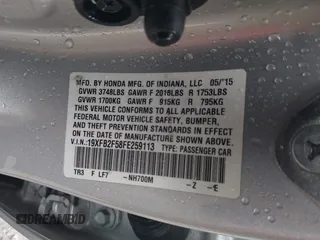 MFD. BY HONDA MFG. OF INDIANA, LLC 05/'15
GVWR 3748LBS GAWR F 2016LBS R 1753LBS
GVWR 1700KG GAWR F 915KG R 795KG
THIS VEHICLE CONFORMS TO ALL APPLICABLE
FEDERAL MOTOR VEHICLE SAFETY, BUMPER,
AND THEFT PREVENTION STANDARDS IN EFFECT
ON THE DATE OF MANUFACTURE SHOWN ABOVE.
V.I.N.:19XFB2F58FE259113 TYPE: PASSENGER CAR
TR3 F LF7 -NH700M -Z -E
DREAMBID